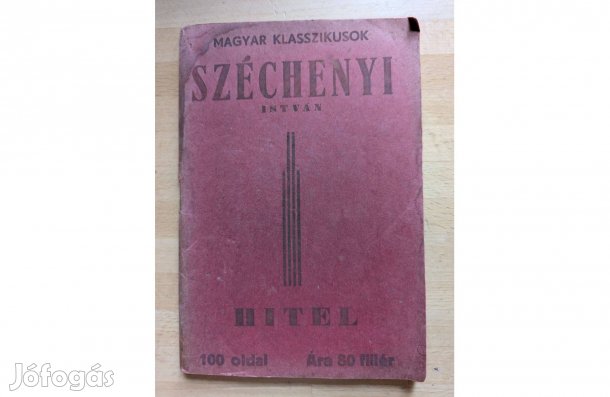 MAGYAR KLASSZIKUSOK
SZÉCHENYI
ISTVÁN
HITEL
100 oldal Ára 80 fillér
Jófogás